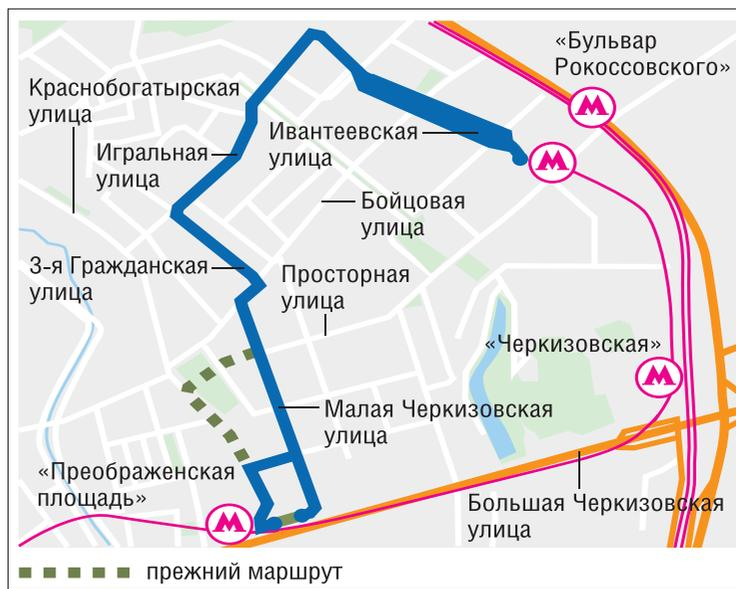 «Бульвар
Рокоссовского»
Краснобогатырская
улица
Ивантеевская
улица
Игральная
улица
Бойцовая
улица
3-я Гражданская
улица
Просторная
улица
«Черкизовская»
Малая Черкизовская
улица
«Преображенская
площадь»
Большая Черкизовская
улица
прежний маршрут